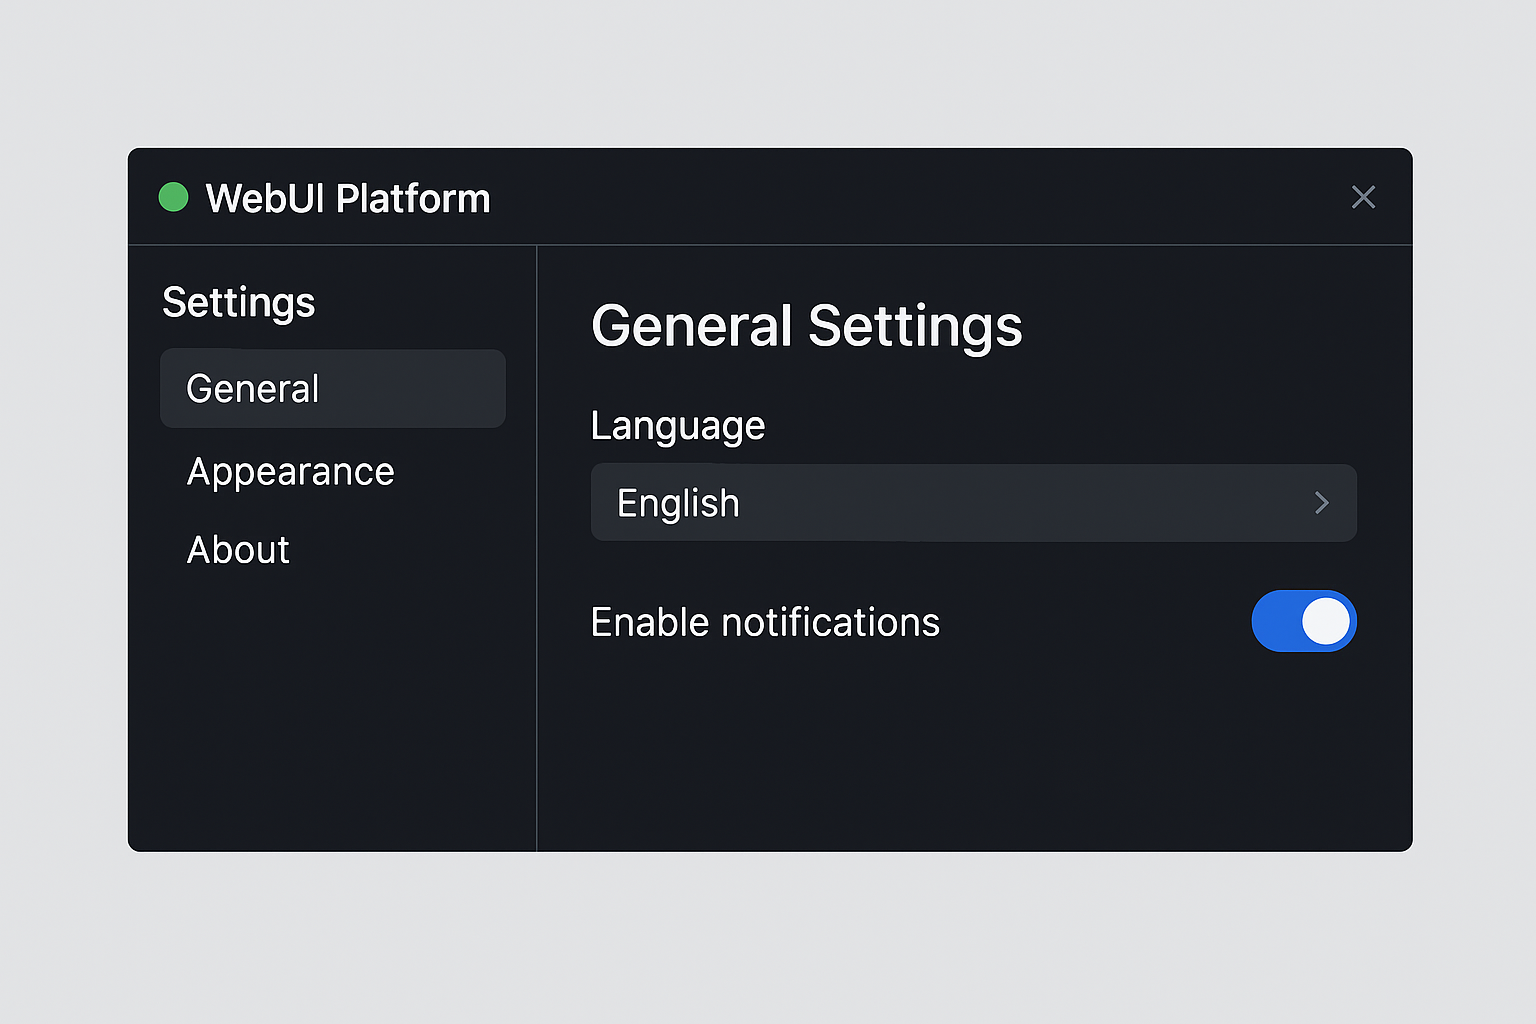 WebUI Platform
Settings
General
Appearance
About
General Settings
Language
English
Enable notifications